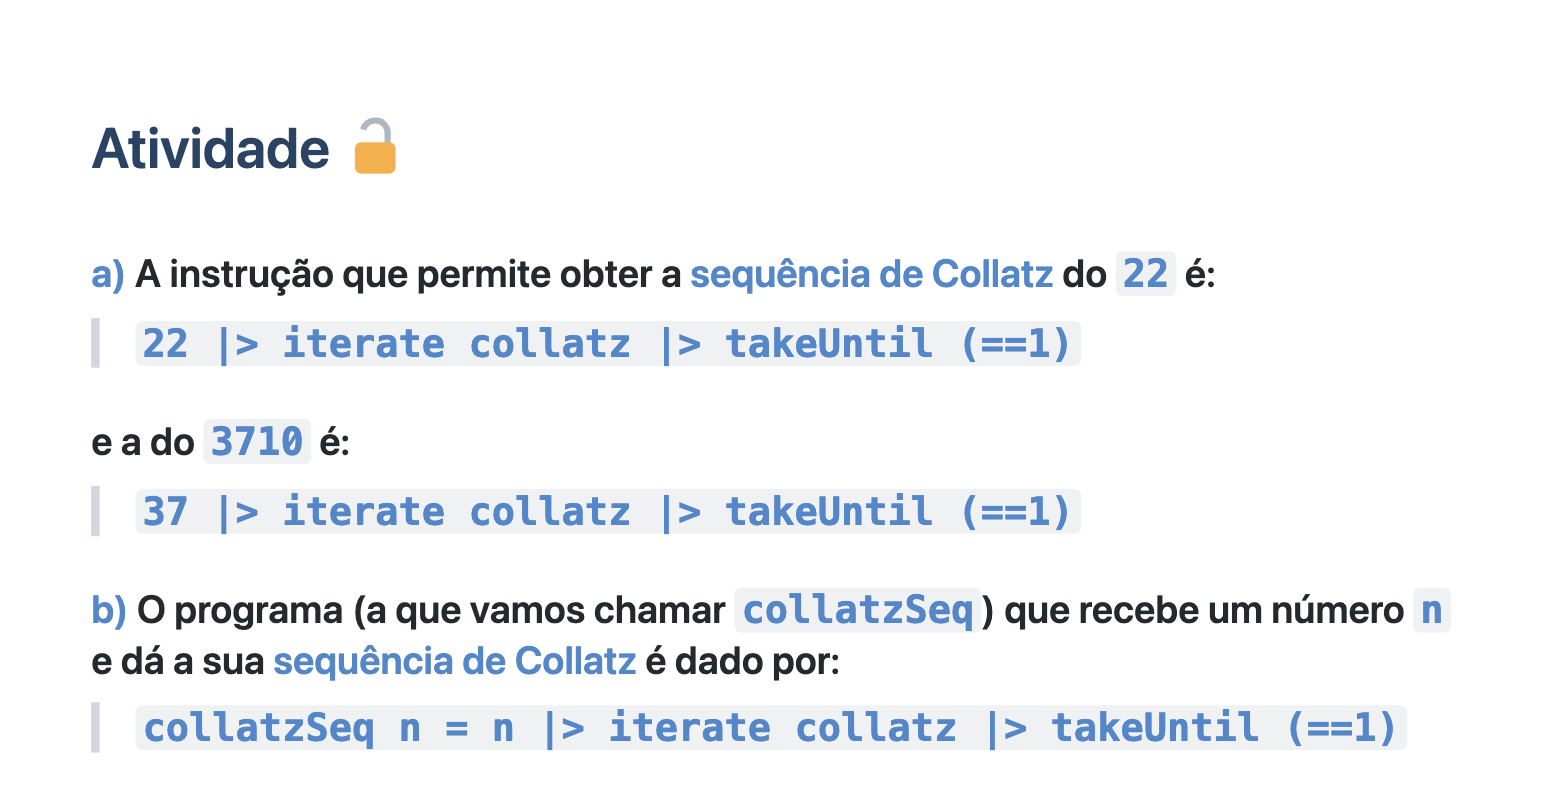 Atividade
a) A instrução que permite obter a sequência de Collatz do 22 é:
22 |> iterate collatz |> takeUntil (==1)
e a do 3710 é:
37 |> iterate collatz |> takeUntil (==1)
b) O programa (a que vamos chamar collatzSeq) que recebe um número n
e dá a sua sequência de Collatz é dado por:
collatzSeq n = n |> iterate collatz |> takeUntil (==1)